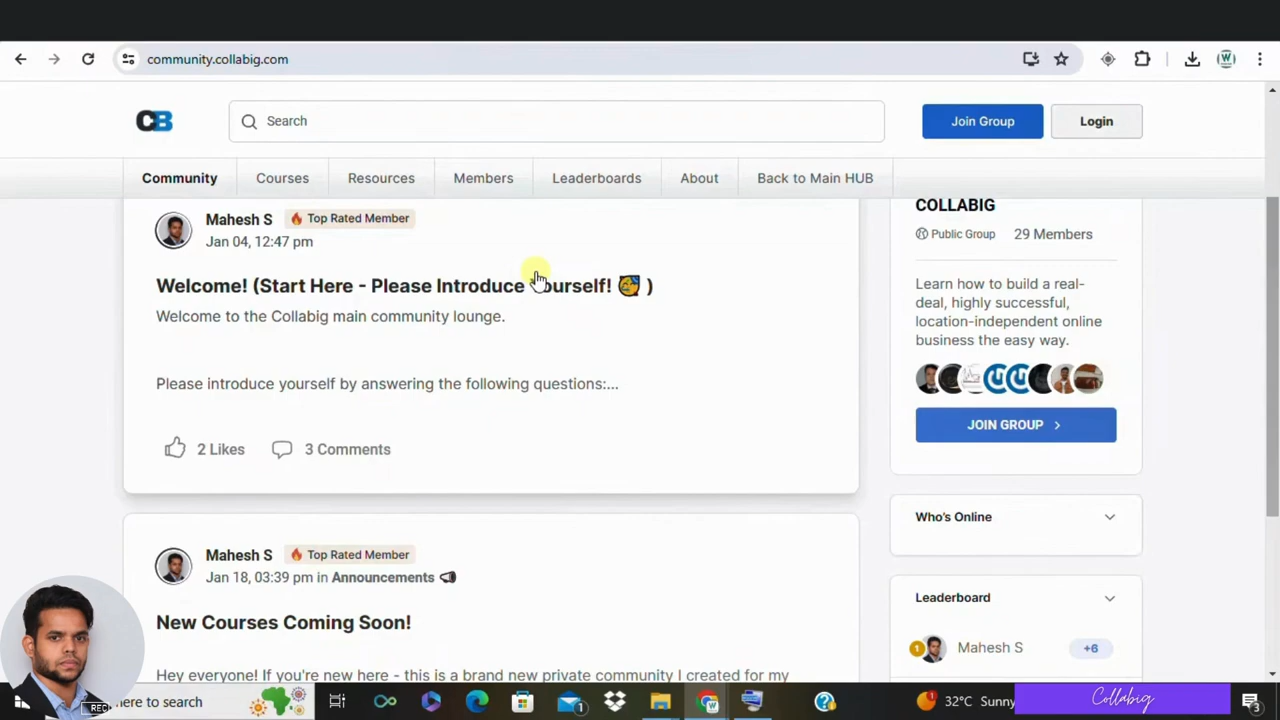 community.collabig.com
CB
Search
Join Group
Login
Community
Courses
Resources
Members
Leaderboards
About
Back to Main HUB
Mahesh S
🔥 Top Rated Member
Jan 04, 12:47 pm
Welcome! (Start Here - Please Introduce Yourself! 🥳 )
Welcome to the Collabig main community lounge.
Please introduce yourself by answering the following questions:...
2 Likes
3 Comments
Mahesh S
🔥 Top Rated Member
Jan 18, 03:39 pm in Announcements 📢
New Courses Coming Soon!
Hey everyone! If you're new here - this is a brand new private community I created for my
COLLABIG
Public Group
29 Members
Learn how to build a real-
deal, highly successful,
location-independent online
business the easy way.
JOIN GROUP >
Who's Online
Leaderboard
1
Mahesh S
+6
REC
here to search
1
32°C Sunny
Collabig
3